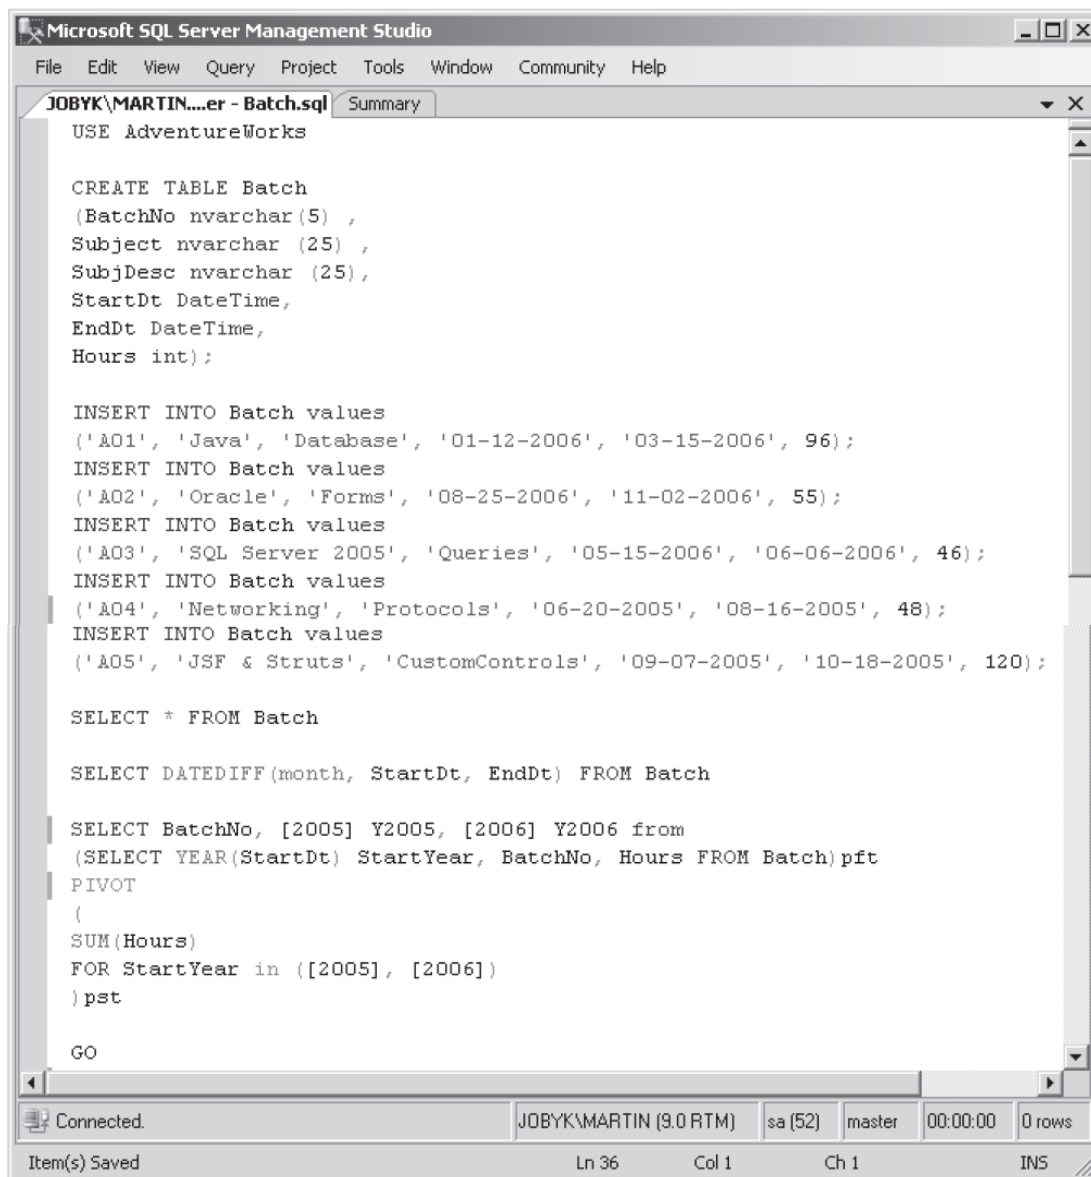 Microsoft SQL Server Management Studio
File Edit View Query Project Tools Window Community Help
JOBYK\MARTIN....er - Batch.sql Summary
USE AdventureWorks
CREATE TABLE Batch
(BatchNo nvarchar(5) ,
Subject nvarchar (25) ,
SubjDesc nvarchar (25),
StartDt DateTime,
EndDt DateTime,
Hours int);
INSERT INTO Batch values
('A01', 'Java', 'Database', '01-12-2006', '03-15-2006', 96);
INSERT INTO Batch values
('A02', 'Oracle', 'Forms', '08-25-2006', '11-02-2006', 55);
INSERT INTO Batch values
('A03', 'SQL Server 2005', 'Queries', '05-15-2006', '06-06-2006', 46);
INSERT INTO Batch values
('A04', 'Networking', 'Protocols', '06-20-2005', '08-16-2005', 48);
INSERT INTO Batch values
('A05', 'JSF & Struts', 'CustomControls', '09-07-2005', '10-18-2005', 120);
SELECT * FROM Batch
SELECT DATEDIFF(month, StartDt, EndDt) FROM Batch
SELECT BatchNo, [2005] Y2005, [2006] Y2006 from
(SELECT YEAR(StartDt) StartYear, BatchNo, Hours FROM Batch)pft
PIVOT
(
SUM(Hours)
FOR StartYear in ([2005], [2006])
)pst
GO
Connected. JOBYK\MARTIN (9.0 RTM) sa (52) master 00:00:00 0 rows
Item(s) Saved Ln 36 Col 1 Ch 1 INS